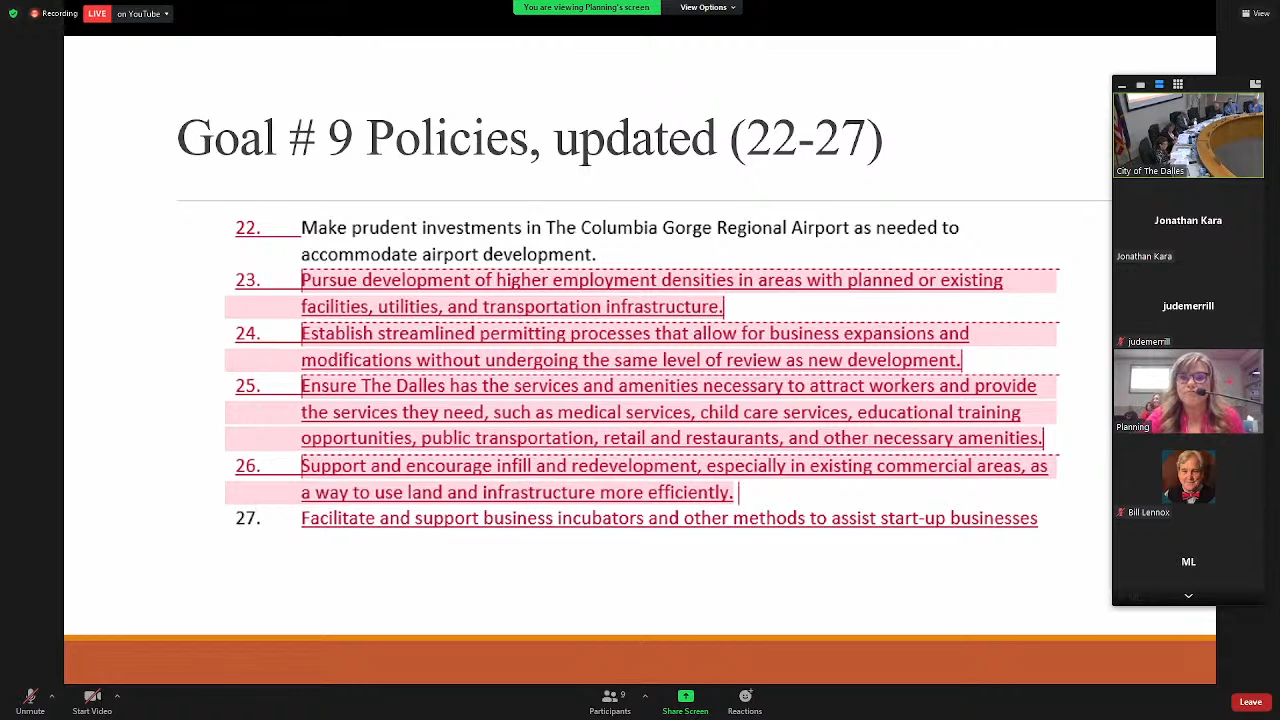 Recording
LIVE on YouTube
You are viewing Planning's screen View Options
View
Goal # 9 Policies, updated (22-27)
22. Make prudent investments in The Columbia Gorge Regional Airport as needed to
accommodate airport development.
23. Pursue development of higher employment densities in areas with planned or existing
facilities, utilities, and transportation infrastructure.
24. Establish streamlined permitting processes that allow for business expansions and
modifications without undergoing the same level of review as new development.
25. Ensure The Dalles has the services and amenities necessary to attract workers and provide
the services they need, such as medical services, child care services, educational training
opportunities, public transportation, retail and restaurants, and other necessary amenities.
26. Support and encourage infill and redevelopment, especially in existing commercial areas, as
a way to use land and infrastructure more efficiently.
27. Facilitate and support business incubators and other methods to assist start-up businesses
City Of The Dalles
Jonathan Kara
Jonathan Kara
judemerrill
judemerrill
Planning
Bill Lennox
ML
ML
Unmute
Start Video
9
Participants
Share Screen
Reactions
Leave